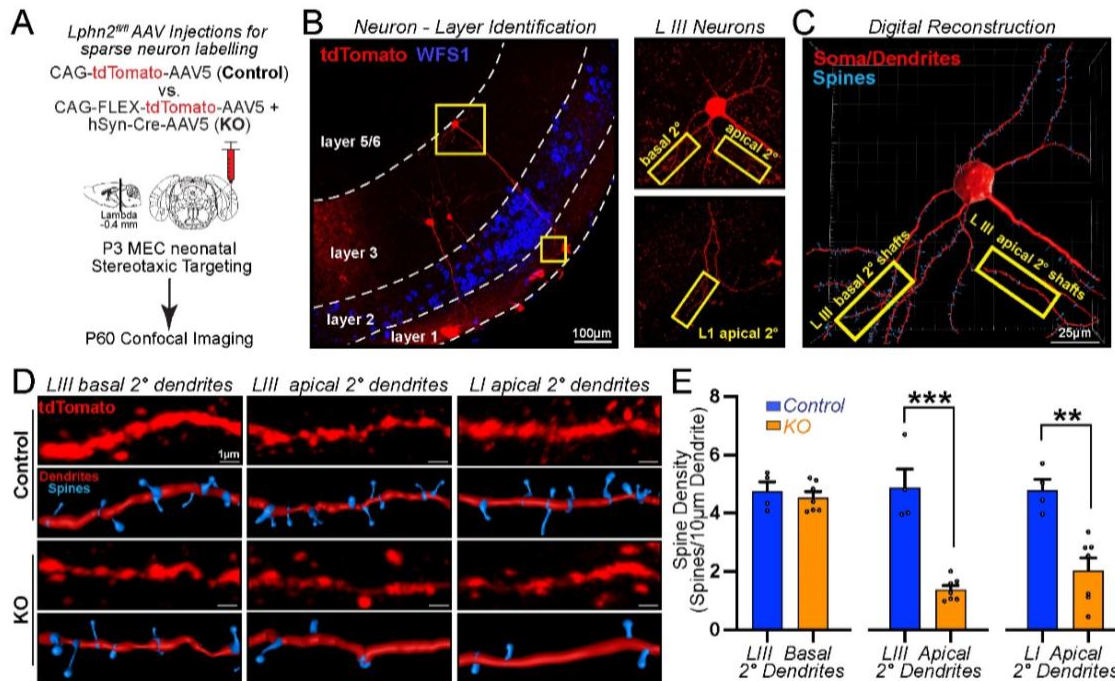 A
Lphn2fl/fl AAV Injections for
sparse neuron labelling
CAG-tdTomato-AAV5 (Control)
vs.
CAG-FLEX-tdTomato-AAV5 +
hSyn-Cre-AAV5 (KO)
Lambda
-0.4 mm
P3 MEC neonatal
Stereotaxic Targeting
P60 Confocal Imaging
B
Neuron - Layer Identification
tdTomato WFS1
layer 5/6
layer 3
layer 2
layer 1
100µm
L III Neurons
basal 2°
apical 2°
L1 apical 2°
C
Digital Reconstruction
Soma/Dendrites
Spines
L III basal 2° shafts
L III apical 2° shafts
25µm
D
LIII basal 2° dendrites
LIII apical 2° dendrites
LI apical 2° dendrites
Control
tdTomato
1µm
Dendrites
Spines
KO
E
Control
KO
***
**
Spine Density
(Spines/10µm Dendrite)
8
6
4
2
0
LIII Basal
2° Dendrites
LIII Apical
2° Dendrites
LI Apical
2° Dendrites